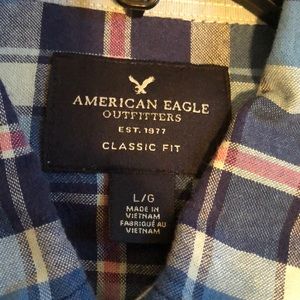 AMERICAN EAGLE
OUTFITTERS
EST. 1977
CLASSIC FIT
L/G
MADE IN
VIETNAM
FABRIQUÉ AU
VIETNAM